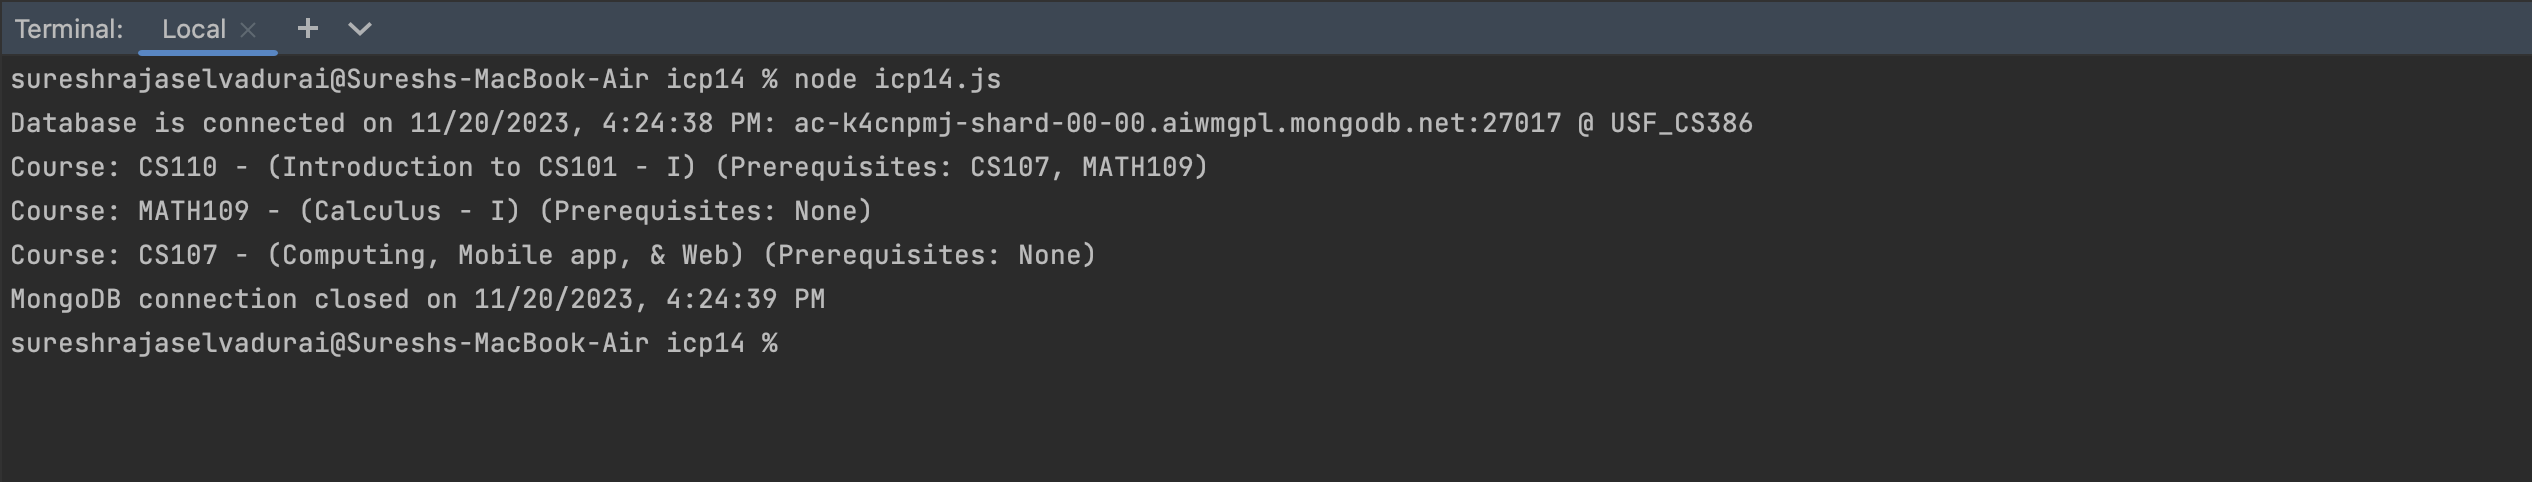 Terminal: Local × + 
sureshrajaselvadurai@Sureshs-MacBook-Air icp14 % node icp14.js
Database is connected on 11/20/2023, 4:24:38 PM: ac-k4cnpmj-shard-00-00.aiwmgpl.mongodb.net:27017 @ USF_CS386
Course: CS110 - (Introduction to CS101 - I) (Prerequisites: CS107, MATH109)
Course: MATH109 - (Calculus - I) (Prerequisites: None)
Course: CS107 - (Computing, Mobile app, & Web) (Prerequisites: None)
MongoDB connection closed on 11/20/2023, 4:24:39 PM
sureshrajaselvadurai@Sureshs-MacBook-Air icp14 %